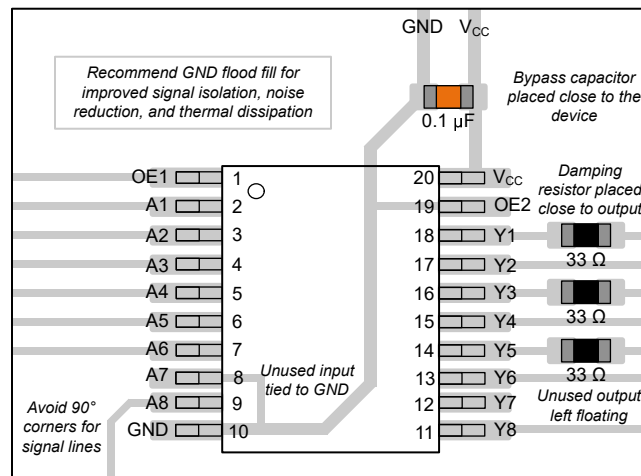 GND V_CC
Recommend GND flood fill for
improved signal isolation, noise
reduction, and thermal dissipation
Bypass capacitor
placed close to the
device
0.1 µF
Damping
resistor placed
close to output
OE1 1 20 V_CC
A1 2 19 OE2
A2 3 18 Y1
33 Ω
A3 4 17 Y2
A4 5 16 Y3
33 Ω
A5 6 15 Y4
A6 7 14 Y5
33 Ω
A7 8 13 Y6
A8 9 12 Y7
GND 10 11 Y8
Unused input
tied to GND
Unused output
left floating
Avoid 90°
corners for
signal lines